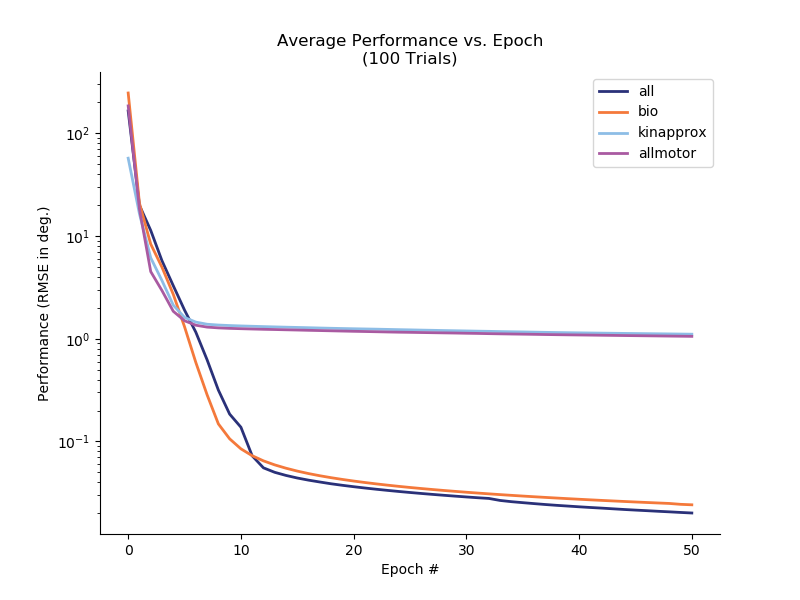 Average Performance vs. Epoch
(100 Trials)
all
bio
kinapprox
allmotor
Performance (RMSE in deg.)
10²
10¹
10⁰
10⁻¹
0 10 20 30 40 50
Epoch #